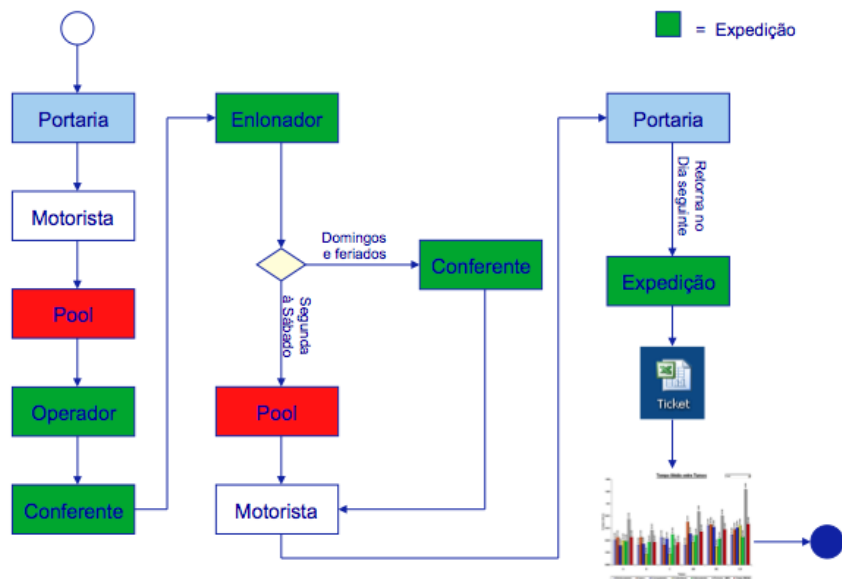 = Expedição
Portaria
Motorista
Pool
Operador
Conferente
Enlonador
Domingos
e feriados
Conferente
Segunda
à Sábado
Pool
Motorista
Portaria
Retorna no
Dia seguinte
Expedição
Ticket